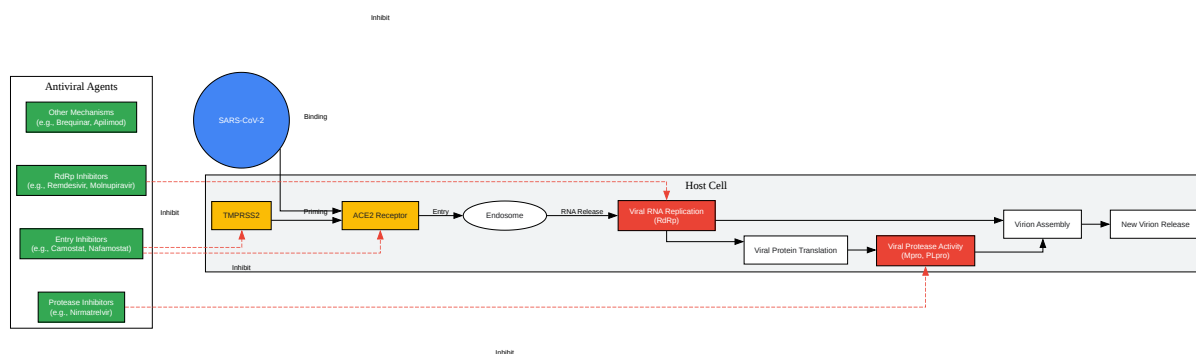 Inhibit
Antiviral Agents
Other Mechanisms
(e.g., Brequinar, Apilimod)
SARS-CoV-2
Binding
RdRp Inhibitors
(e.g., Remdesivir, Molnupiravir)
Host Cell
Inhibit
TMPRSS2
Priming
ACE2 Receptor
Entry
Endosome
RNA Release
Viral RNA Replication
(RdRp)
Virion Assembly
New Virion Release
Entry Inhibitors
(e.g., Camostat, Nafamostat)
Viral Protein Translation
Viral Protease Activity
(Mpro, PLpro)
Inhibit
Protease Inhibitors
(e.g., Nirmatrelvir)
Inhibit